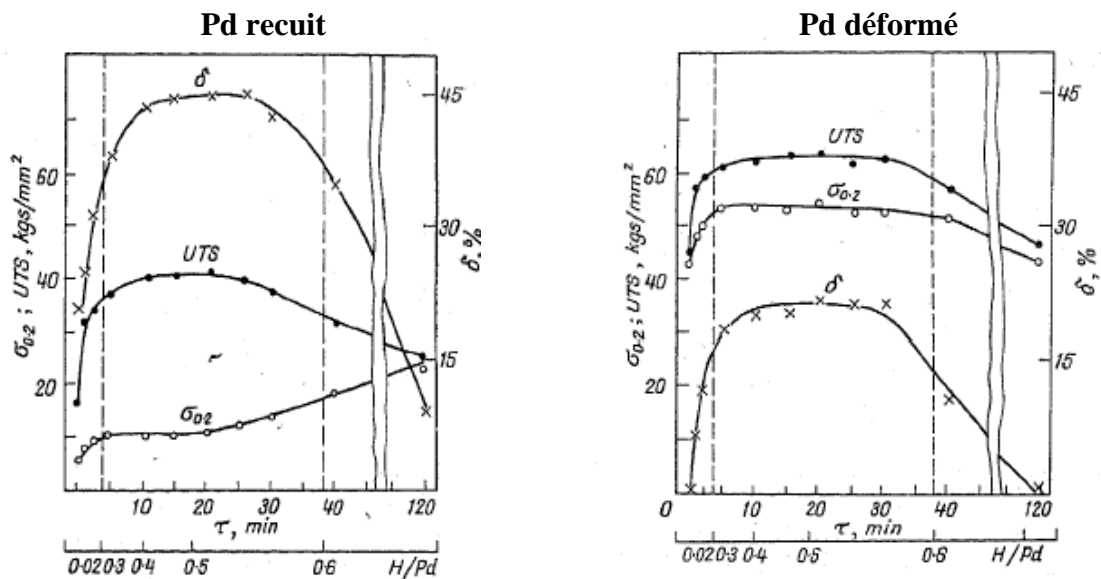 Pd recuit
δ
UTS
σ0·2
σ0·2 ; UTS , kgs/mm²
60
40
20
45
30
15
δ, %
10 20 30 40 120
τ, min
0·02 0·3 0·4 0·5 0·6 H/Pd
Pd déformé
UTS
σ0·2
δ
σ0·2 ; UTS, kg/mm²
60
40
20
0
45
30
15
δ, %
10 20 30 40 120
τ, min
0·02 0·3 0·4 0·5 0·6 H/Pd